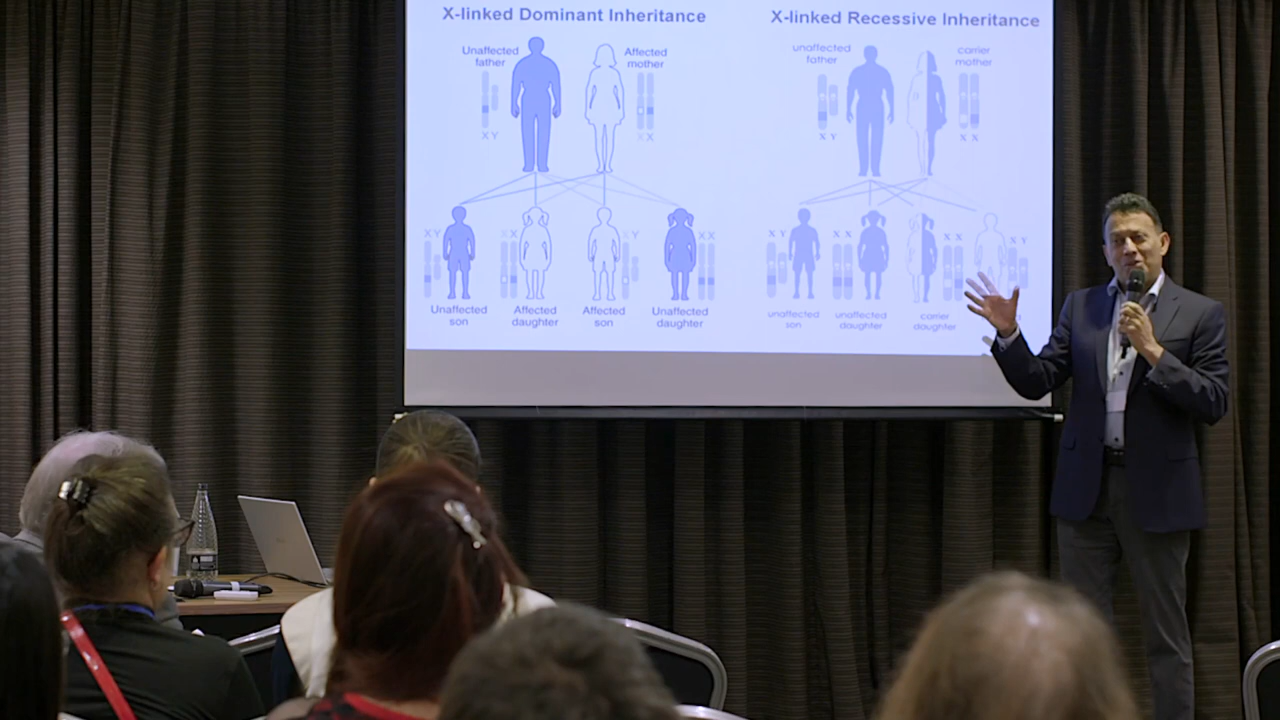 X-linked Dominant Inheritance
Unaffected
father
Affected
mother
X Y
X X
X Y
X X
X Y
X X
Unaffected
son
Affected
daughter
Affected
son
Unaffected
daughter
X-linked Recessive Inheritance
unaffected
father
carrier
mother
X Y
X X
X Y
X X
X X
X Y
unaffected
son
unaffected
daughter
carrier
daughter